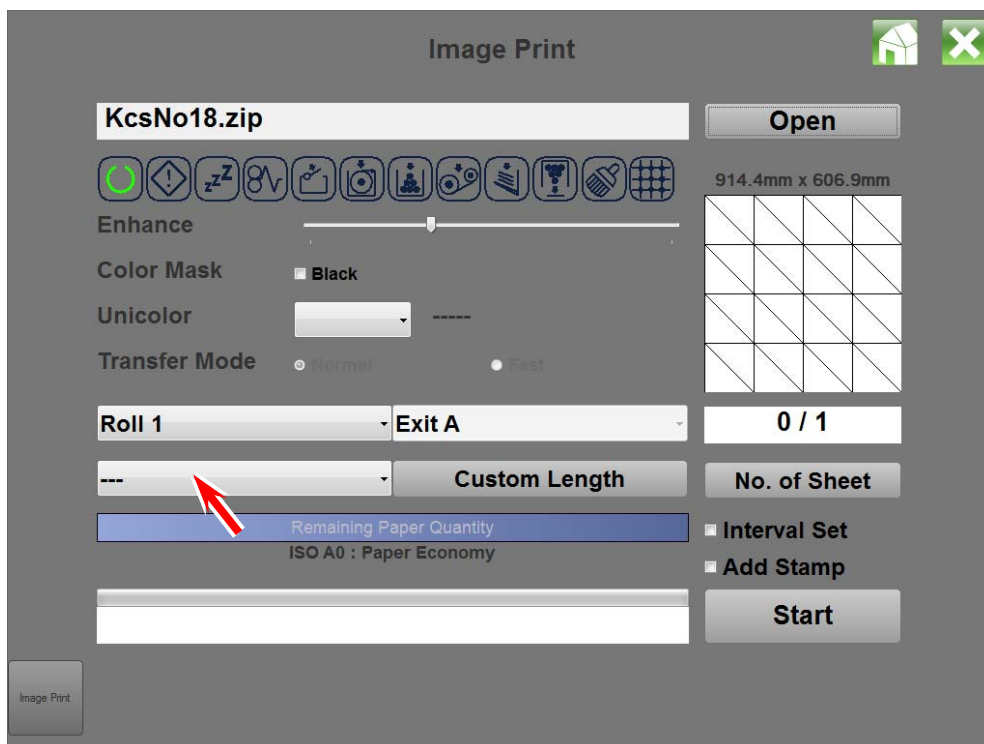 Image Print
KcsNo18.zip
Open
zzZ
914.4mm x 606.9mm
Enhance
Color Mask
Black
Unicolor
-----
Transfer Mode
Normal
Fast
Roll 1
Exit A
0 / 1
---
Custom Length
No. of Sheet
Remaining Paper Quantity
Interval Set
ISO A0 : Paper Economy
Add Stamp
Start
Image Print